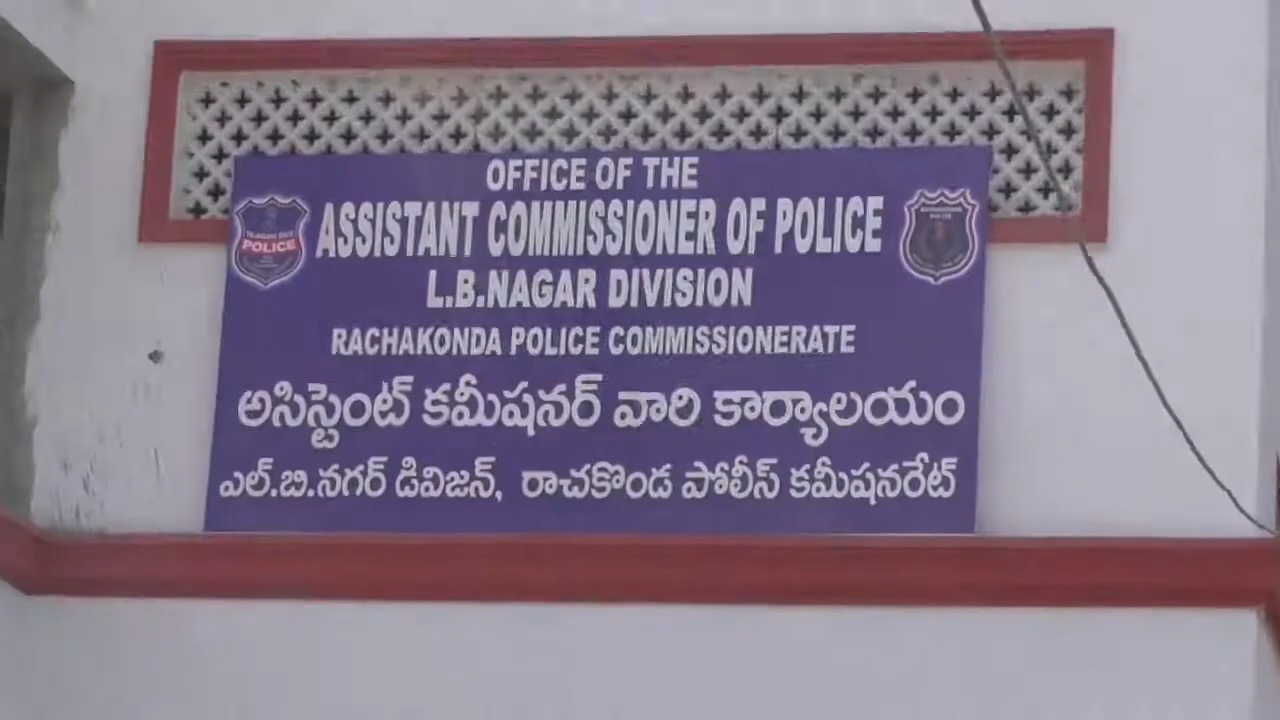 OFFICE OF THE
ASSISTANT COMMISSIONER OF POLICE
L.B.NAGAR DIVISION
RACHAKONDA POLICE COMMISSIONERATE
అసిస్టెంట్ కమీషనర్ వారి కార్యాలయం
ఎల్.బి.నగర్ డివిజన్, రాచకొండ పోలీస్ కమీషనరేట్
POLICE